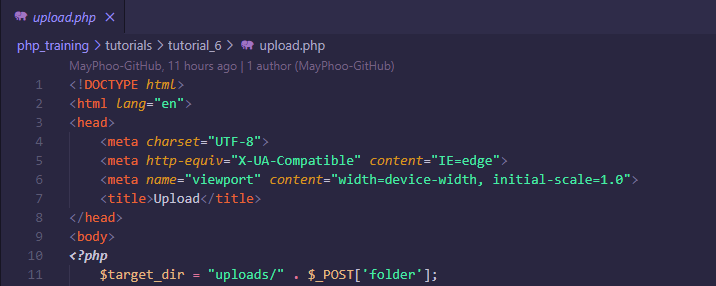 upload.php ×
php_training > tutorials > tutorial_6 > upload.php
MayPhoo-GitHub, 11 hours ago | 1 author (MayPhoo-GitHub)
1 <!DOCTYPE html>
2 <html lang="en">
3 <head>
4 <meta charset="UTF-8">
5 <meta http-equiv="X-UA-Compatible" content="IE=edge">
6 <meta name="viewport" content="width=device-width, initial-scale=1.0">
7 <title>Upload</title>
8 </head>
9 <body>
10 <?php
11 $target_dir = "uploads/" . $_POST['folder'];